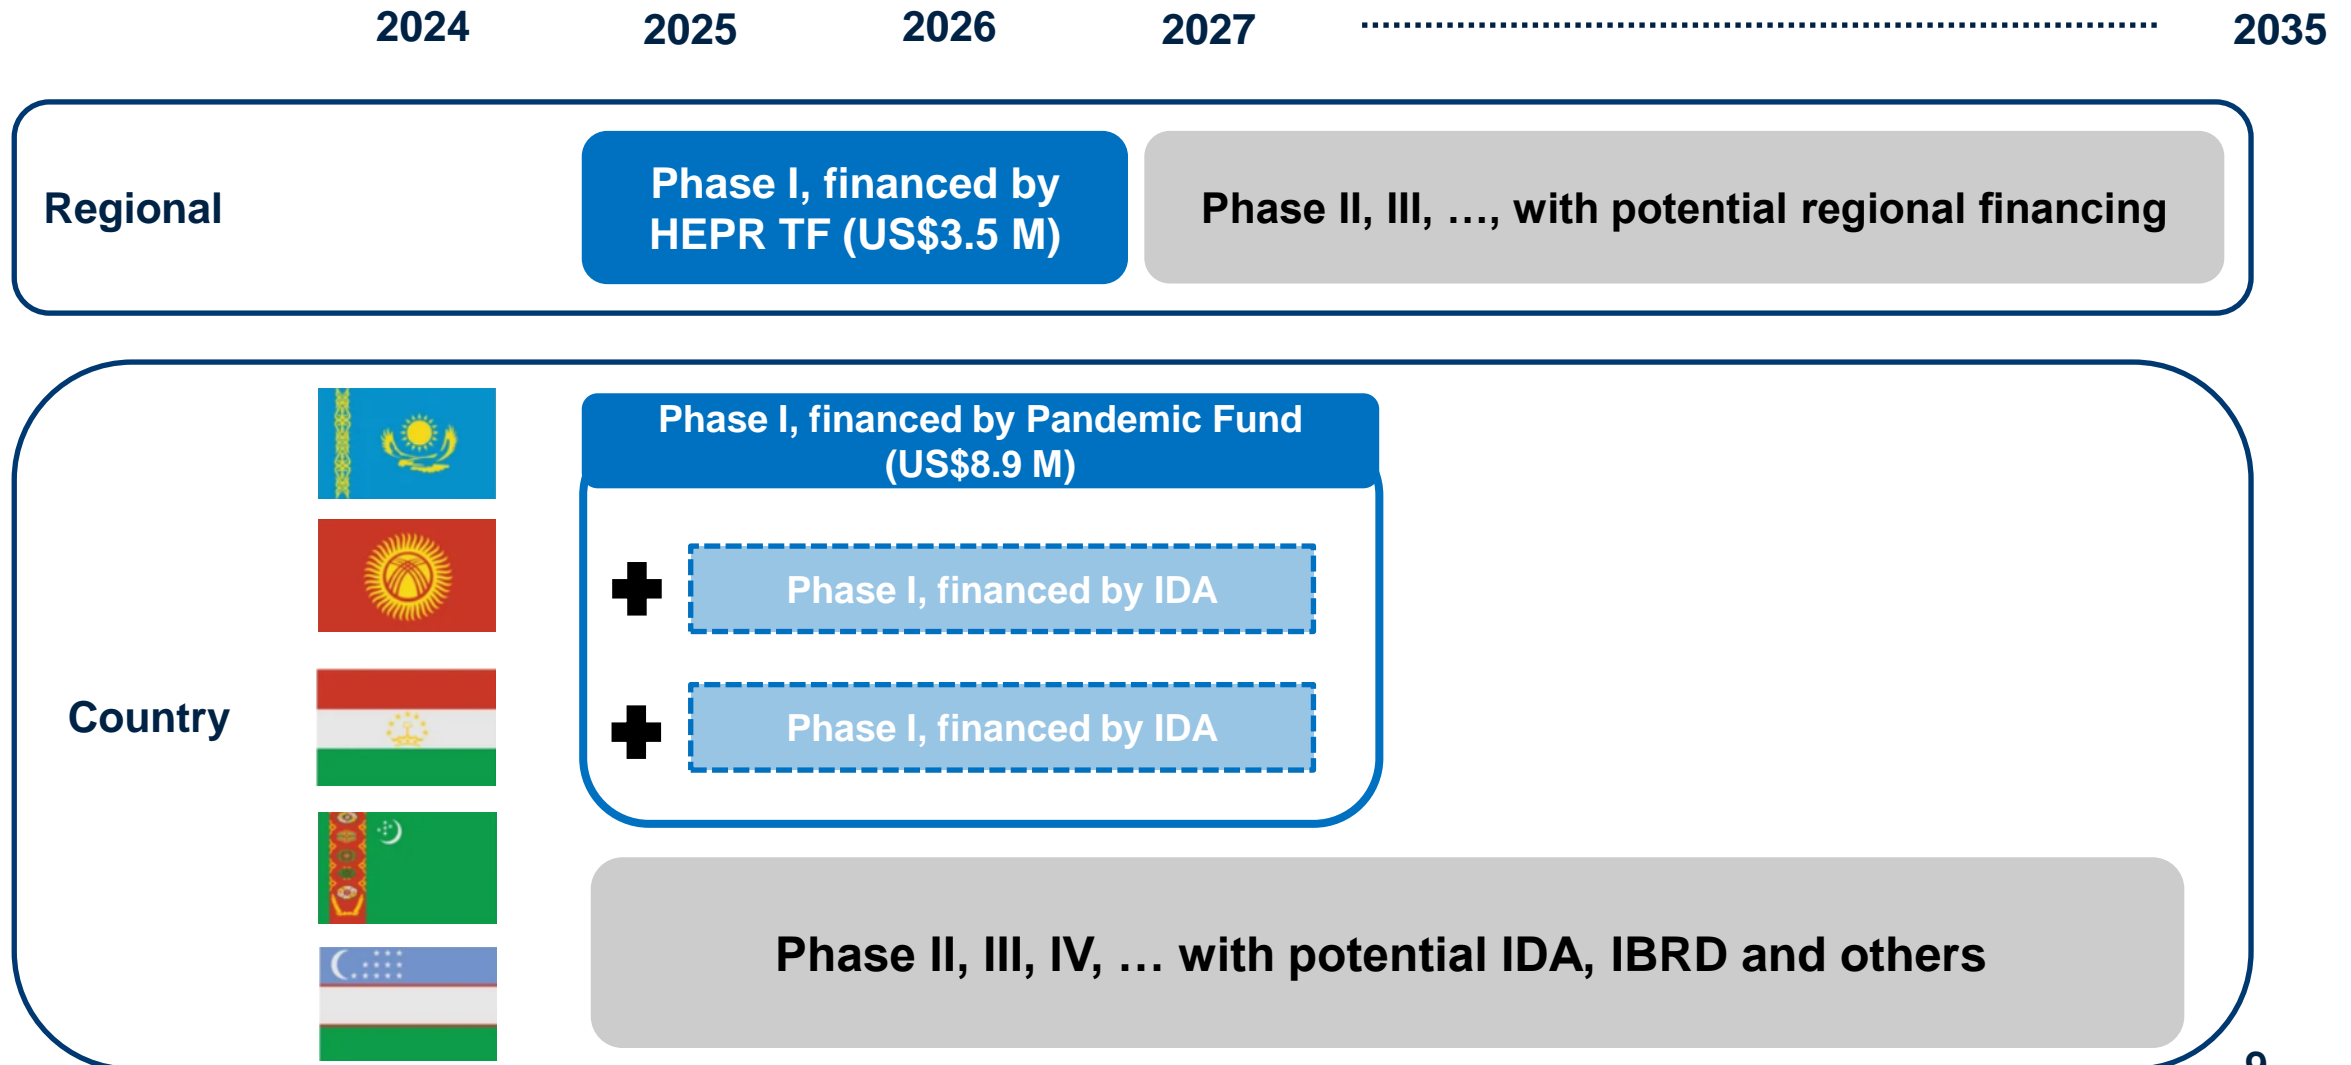 2024 2025 2026 2027 2035
Regional
Phase I, financed by
HEPR TF (US$3.5 M)
Phase II, III, …, with potential regional financing
Country
Phase I, financed by Pandemic Fund
(US$8.9 M)
Phase I, financed by IDA
Phase I, financed by IDA
Phase II, III, IV, … with potential IDA, IBRD and others